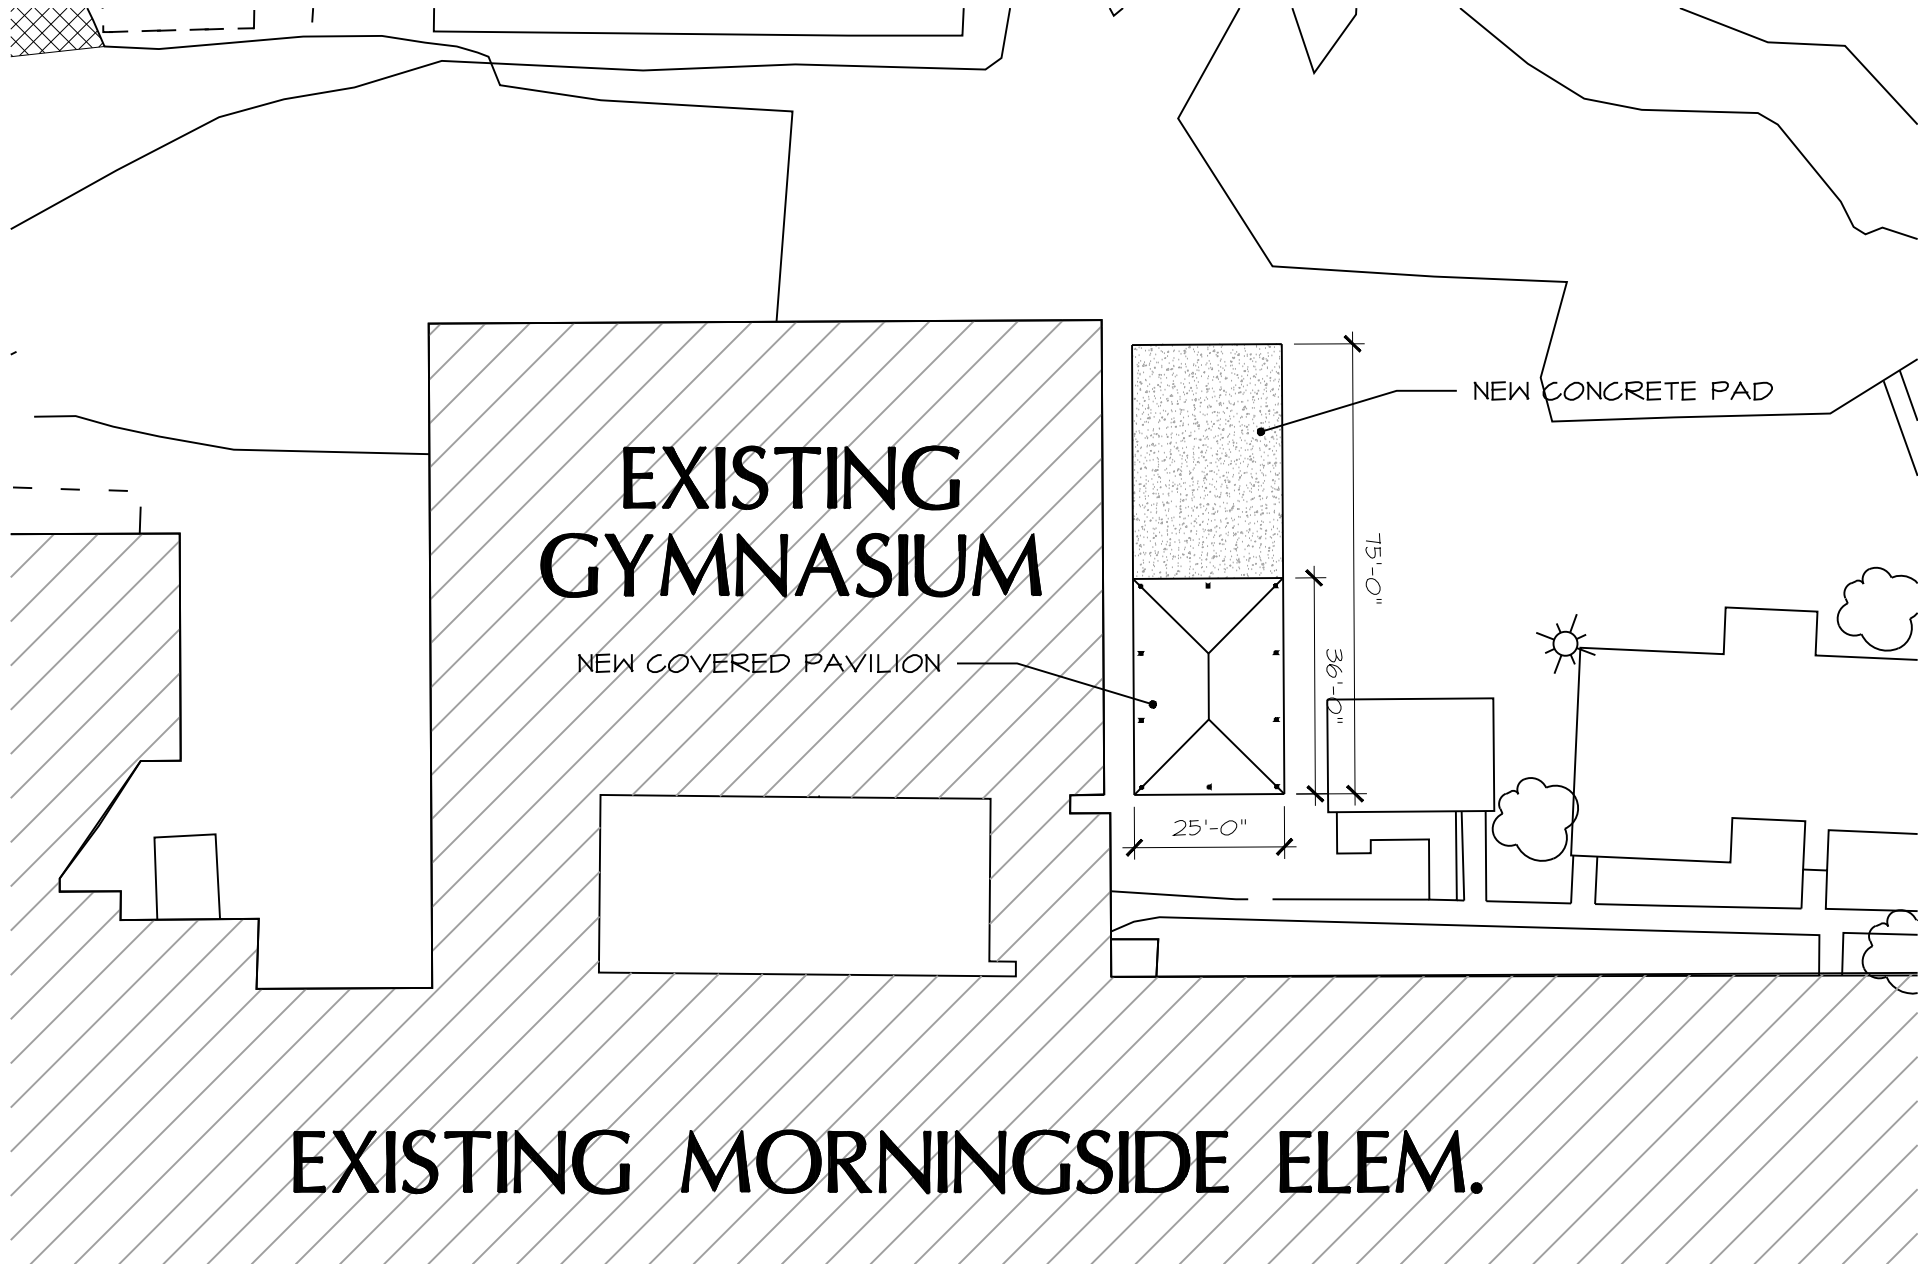 NEW CONCRETE PAD
EXISTING
GYMNASIUM
75'-0"
NEW COVERED PAVILION
36'-0"
25'-0"
EXISTING MORNINGSIDE ELEM.